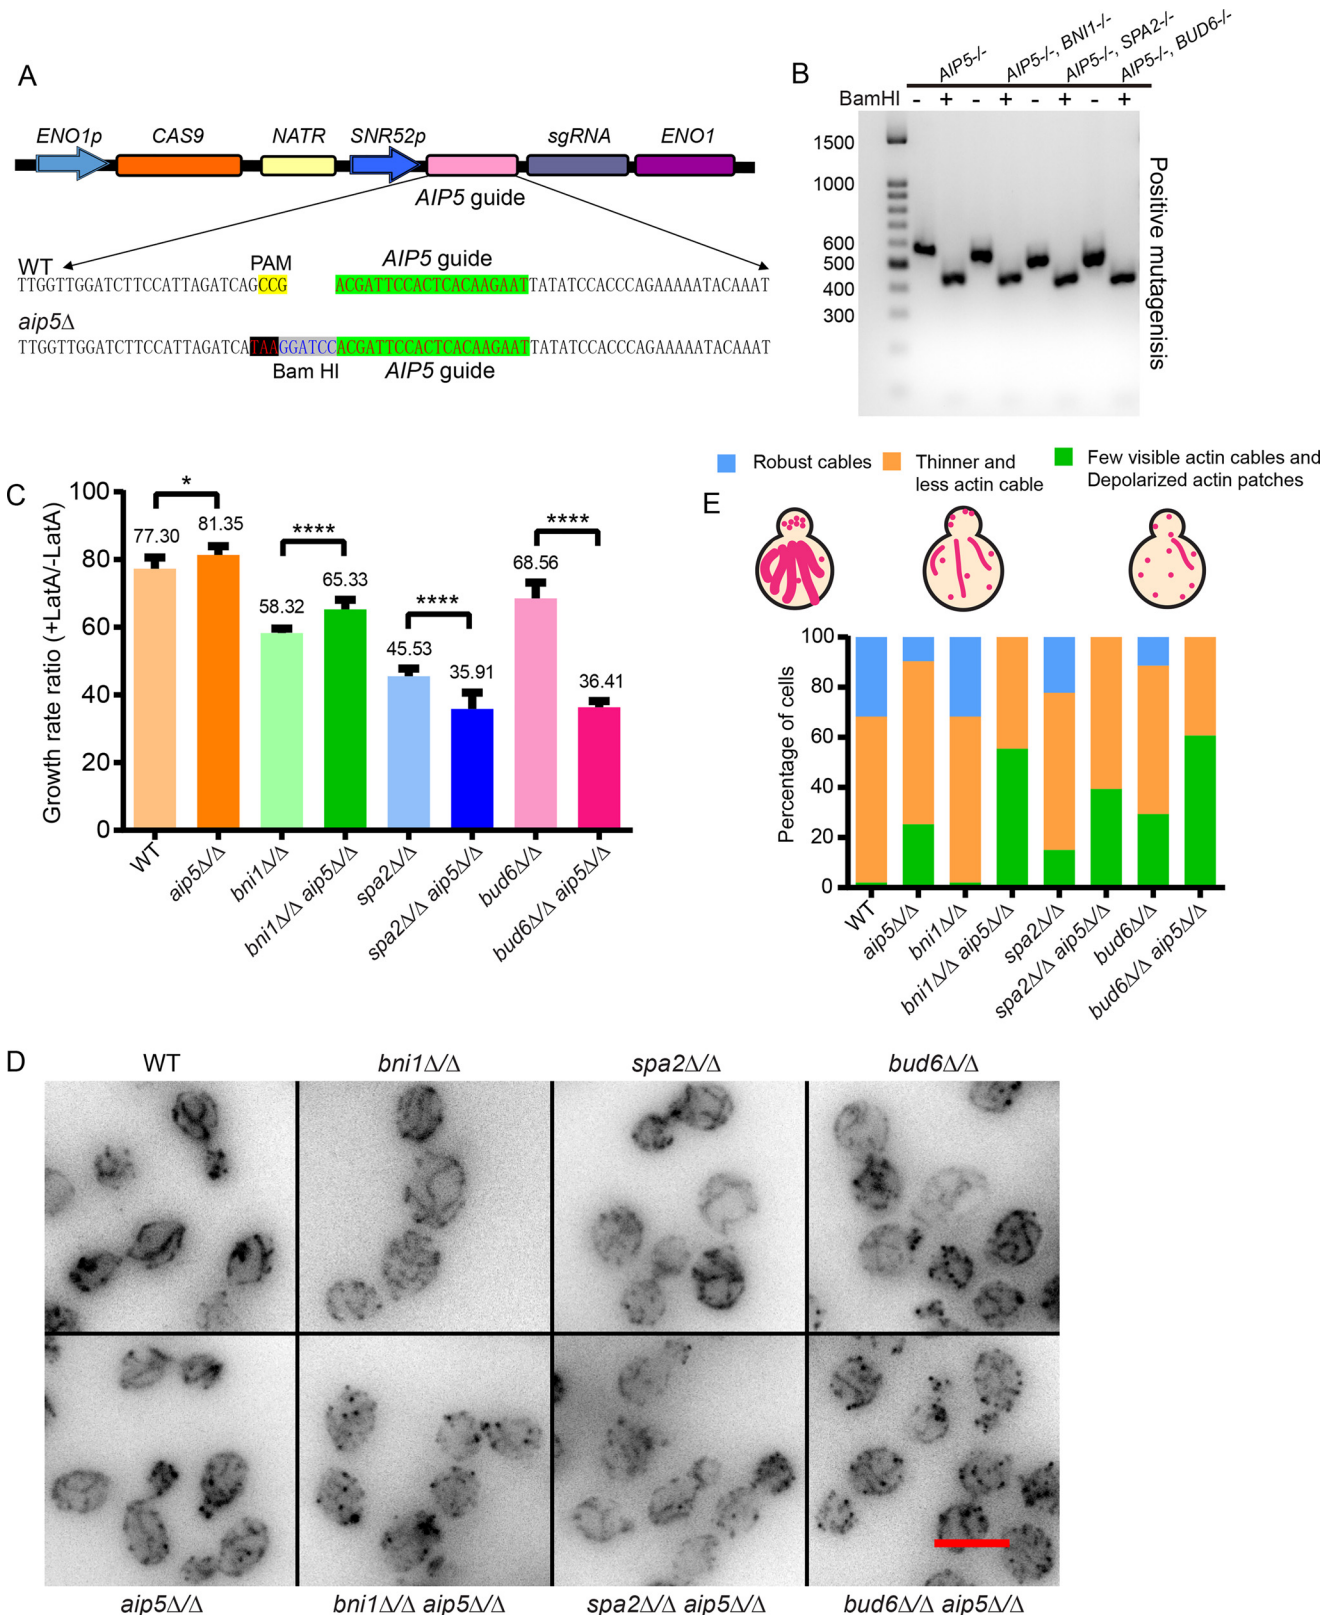 A
ENO1p CAS9 NATR SNR52p sgRNA ENO1
AIP5 guide
WT PAM AIP5 guide
TTGGTTGGATCTTCCATTAGATCAGCCG ACGATTCCACTCACAAGAATTATATCCACCCAGAAAAATACAAAT
aip5Δ
TTGGTTGGATCTTCCATTAGATCATAAGGATCCACGATTCCACTCACAAGAATTATATCCACCCAGAAAAATACAAAT
Bam HI AIP5 guide
B
AIP5-/-
AIP5-/-, BNI1-/-
AIP5-/-, SPA2-/-
AIP5-/-, BUD6-/-
BamHI - + - + - + - +
1500
1000
600
500
400
300
Positive mutagenisis
C
Growth rate ratio (+LatA/-LatA)
100
80
60
40
20
0
77.30
*
81.35
58.32
****
65.33
45.53
****
35.91
68.56
****
36.41
WT
aip5Δ/Δ
bni1Δ/Δ
bni1Δ/Δ aip5Δ/Δ
spa2Δ/Δ
spa2Δ/Δ aip5Δ/Δ
bud6Δ/Δ
bud6Δ/Δ aip5Δ/Δ
Robust cables
Thinner and
less actin cable
Few visible actin cables and
Depolarized actin patches
E
Percentage of cells
100
80
60
40
20
0
WT
aip5Δ/Δ
bni1Δ/Δ
bni1Δ/Δ aip5Δ/Δ
spa2Δ/Δ
spa2Δ/Δ aip5Δ/Δ
bud6Δ/Δ
bud6Δ/Δ aip5Δ/Δ
D
WT bni1Δ/Δ spa2Δ/Δ bud6Δ/Δ
aip5Δ/Δ bni1Δ/Δ aip5Δ/Δ spa2Δ/Δ aip5Δ/Δ bud6Δ/Δ aip5Δ/Δ